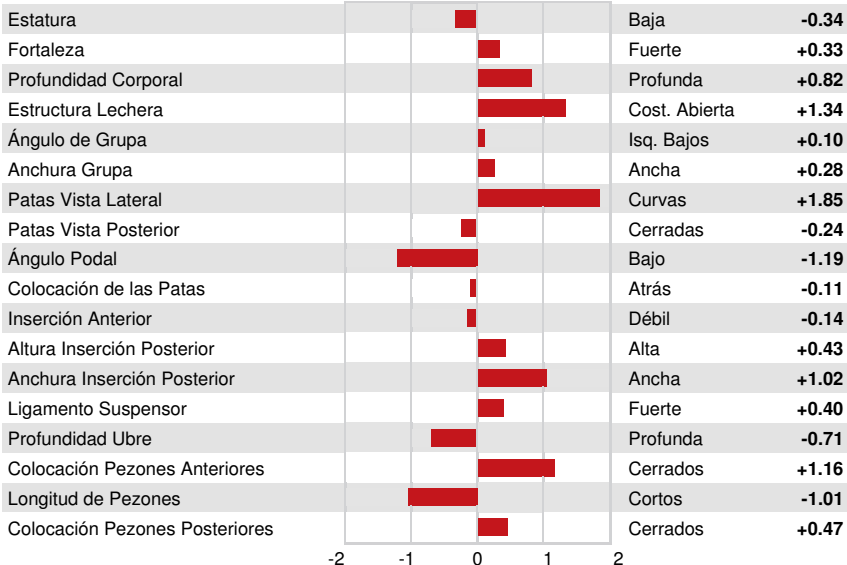 Estatura Baja -0.34
Fortaleza Fuerte +0.33
Profundidad Corporal Profunda +0.82
Estructura Lechera Cost. Abierta +1.34
Ángulo de Grupa Isq. Bajos +0.10
Anchura Grupa Ancha +0.28
Patas Vista Lateral Curvas +1.85
Patas Vista Posterior Cerradas -0.24
Ángulo Podal Bajo -1.19
Colocación de las Patas Atrás -0.11
Inserción Anterior Débil -0.14
Altura Inserción Posterior Alta +0.43
Anchura Inserción Posterior Ancha +1.02
Ligamento Suspensor Fuerte +0.40
Profundidad Ubre Profunda -0.71
Colocación Pezones Anteriores Cerrados +1.16
Longitud de Pezones Cortos -1.01
Colocación Pezones Posteriores Cerrados +0.47
-2 -1 0 1 2